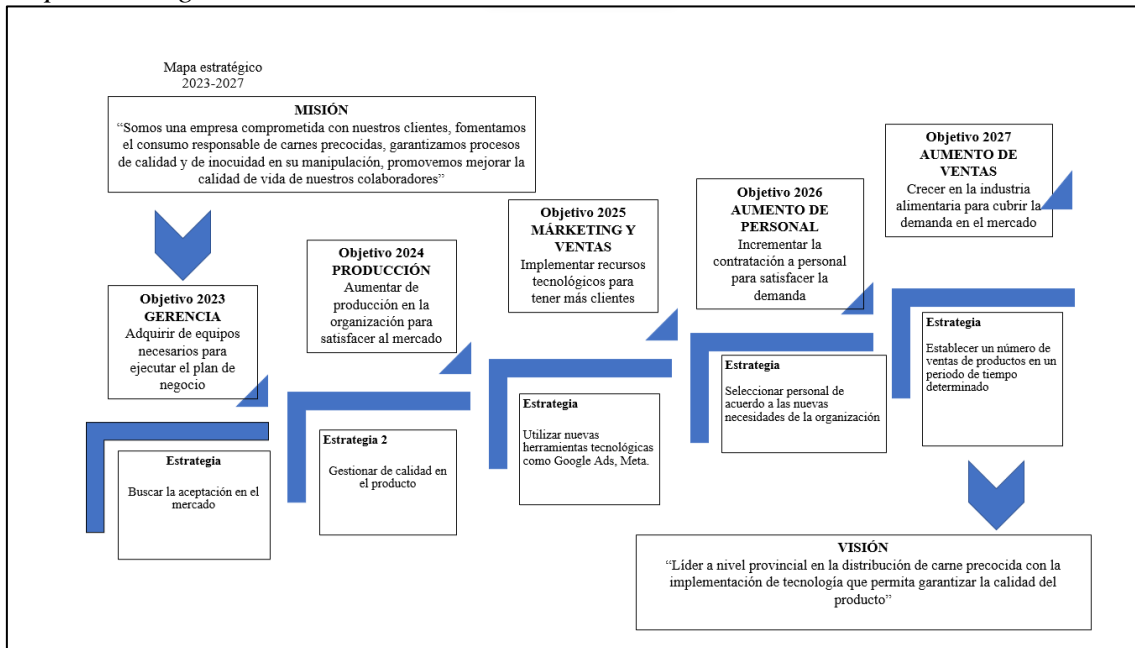 Mapa estratégico
2023-2027
MISIÓN
“Somos una empresa comprometida con nuestros clientes, fomentamos
el consumo responsable de carnes precocidas, garantizamos procesos
de calidad y de inocuidad en su manipulación, promovemos mejorar la
calidad de vida de nuestros colaboradores”
Objetivo 2023
GERENCIA
Adquirir de equipos
necesarios para
ejecutar el plan de
negocio
Estrategia
Buscar la aceptación en el
mercado
Objetivo 2024
PRODUCCIÓN
Aumentar de
producción en la
organización para
satisfacer al mercado
Estrategia 2
Gestionar de calidad en
el producto
Objetivo 2025
MÁRKETING Y
VENTAS
Implementar recursos
tecnológicos para
tener más clientes
Estrategia
Utilizar nuevas
herramientas tecnológicas
como Google Ads, Meta.
Objetivo 2026
AUMENTO DE
PERSONAL
Incrementar la
contratación a personal
para satisfacer la
demanda
Estrategia
Seleccionar personal de
acuerdo a las nuevas
necesidades de la organización
Objetivo 2027
AUMENTO DE
VENTAS
Crecer en la industria
alimentaria para cubrir la
demanda en el mercado
Estrategia
Establecer un número de
ventas de productos en un
periodo de tiempo
determinado
VISIÓN
“Líder a nivel provincial en la distribución de carne precocida con la
implementación de tecnología que permita garantizar la calidad del
producto”